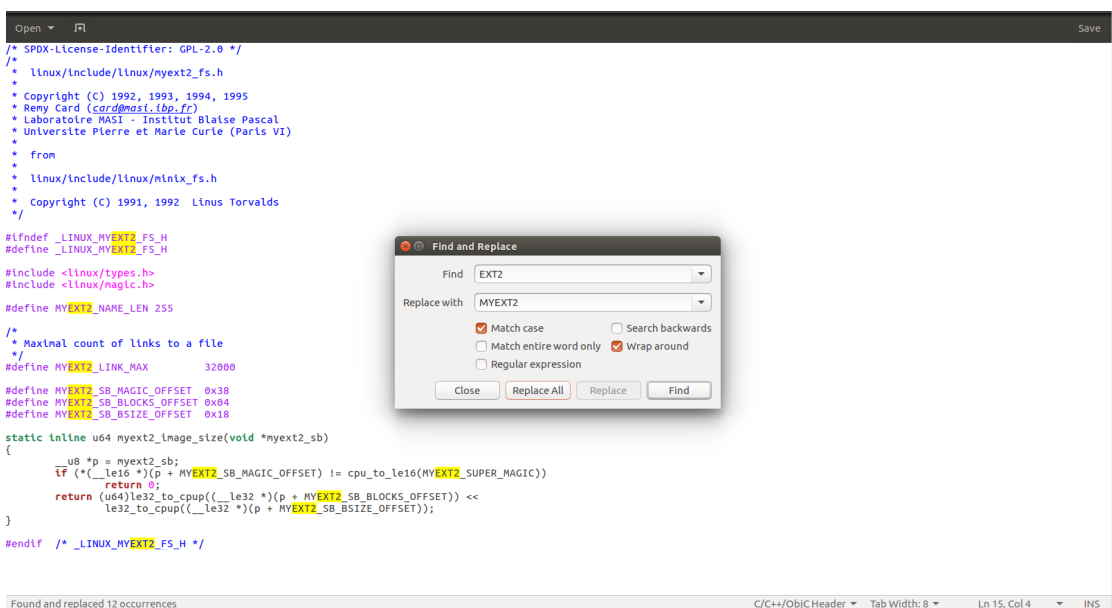 Open
Save
/* SPDX-License-Identifier: GPL-2.0 */
/*
 *  linux/include/linux/myext2_fs.h
 *
 * Copyright (C) 1992, 1993, 1994, 1995
 * Remy Card (card@masi.ibp.fr)
 * Laboratoire MASI - Institut Blaise Pascal
 * Universite Pierre et Marie Curie (Paris VI)
 *
 *  from
 *
 *  linux/include/linux/minix_fs.h
 *
 *  Copyright (C) 1991, 1992  Linus Torvalds
 */
#ifndef _LINUX_MYEXT2_FS_H
#define _LINUX_MYEXT2_FS_H
#include <linux/types.h>
#include <linux/magic.h>
#define MYEXT2_NAME_LEN 255
/*
 * Maximal count of links to a file
 */
#define MYEXT2_LINK_MAX         32000
#define MYEXT2_SB_MAGIC_OFFSET  0x38
#define MYEXT2_SB_BLOCKS_OFFSET 0x04
#define MYEXT2_SB_BSIZE_OFFSET  0x18
static inline u64 myext2_image_size(void *myext2_sb)
{
        __u8 *p = myext2_sb;
        if (*(__le16 *)(p + MYEXT2_SB_MAGIC_OFFSET) != cpu_to_le16(MYEXT2_SUPER_MAGIC))
                return 0;
        return (u64)le32_to_cpup((__le32 *)(p + MYEXT2_SB_BLOCKS_OFFSET)) <<
                le32_to_cpup((__le32 *)(p + MYEXT2_SB_BSIZE_OFFSET));
}
#endif  /* _LINUX_MYEXT2_FS_H */
Find and Replace
Find EXT2
Replace with MYEXT2
Match case Search backwards
Match entire word only Wrap around
Regular expression
Close Replace All Replace Find
Found and replaced 12 occurrences C/C++/ObjC Header Tab Width: 8 Ln 15, Col 4 INS